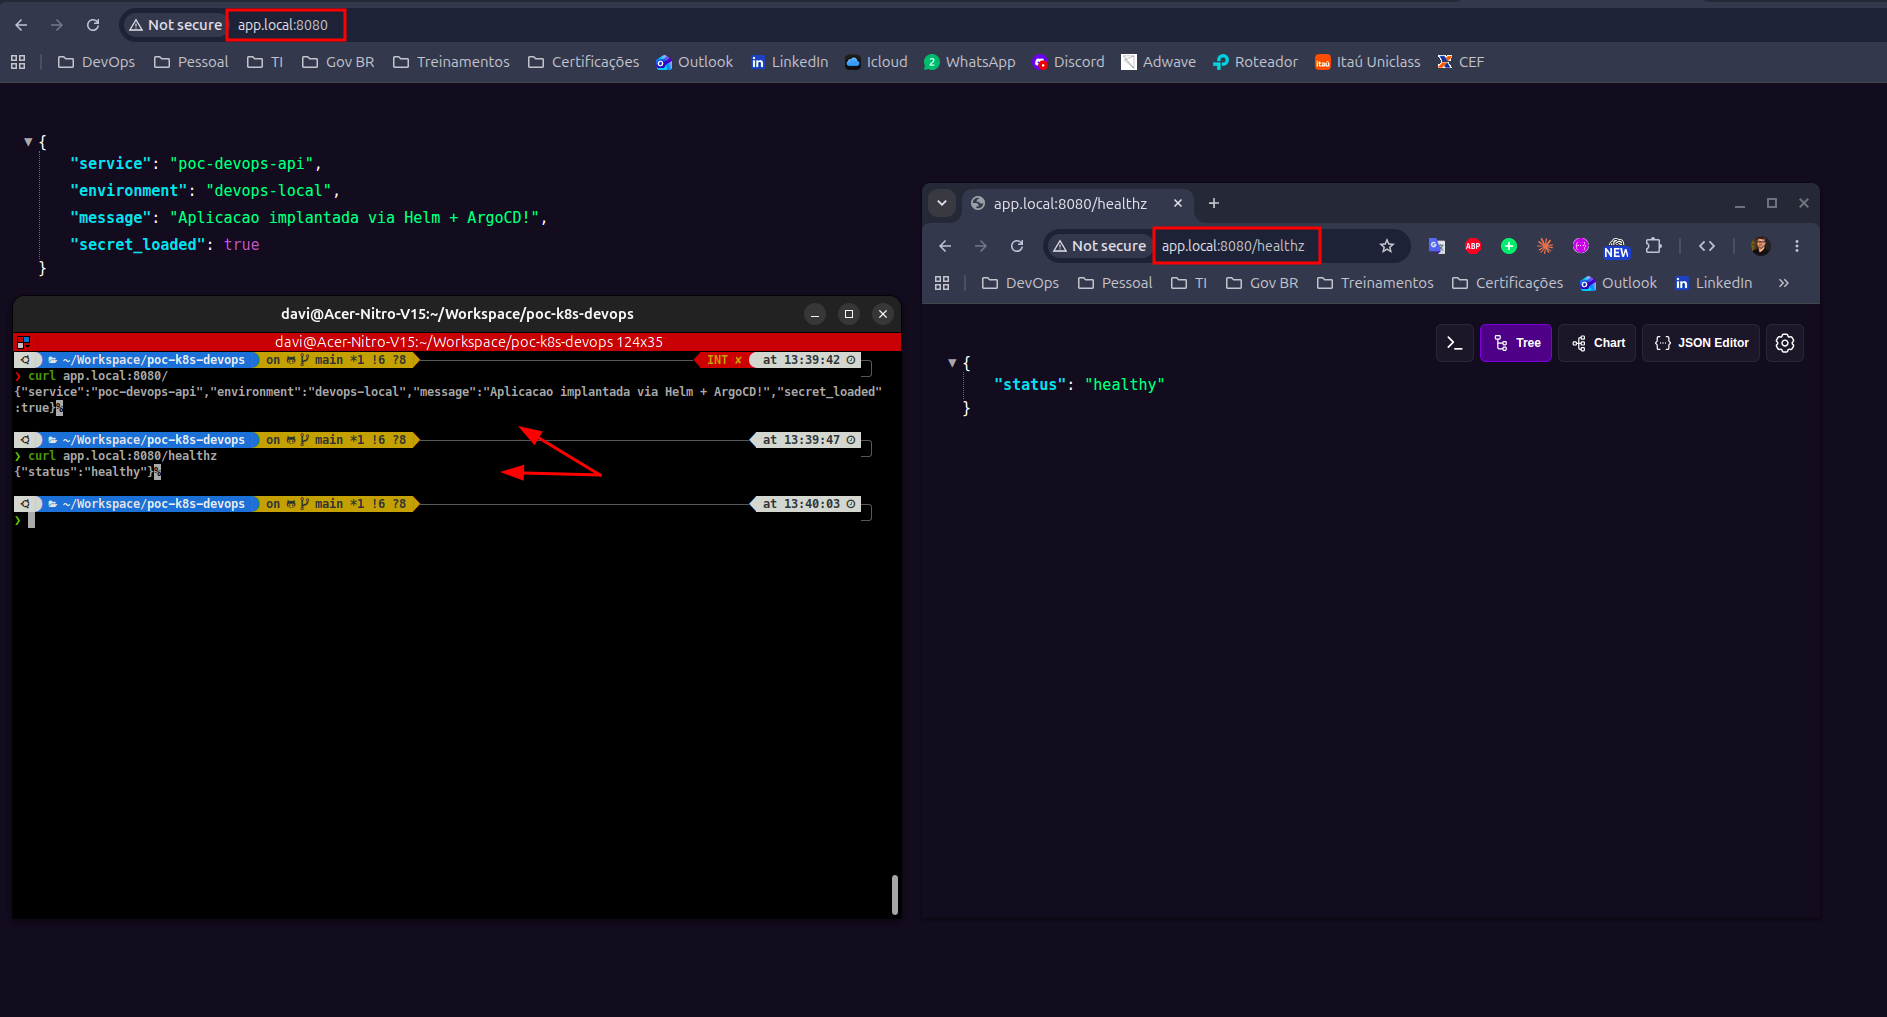 Not secure app.local:8080
DevOps Pessoal TI Gov BR Treinamentos Certificações Outlook LinkedIn Icloud 2 WhatsApp Discord Adwave Roteador itaú Itaú Uniclass CEF
{
"service": "poc-devops-api",
"environment": "devops-local",
"message": "Aplicacao implantada via Helm + ArgoCD!",
"secret_loaded": true
}
davi@Acer-Nitro-V15:~/Workspace/poc-k8s-devops
davi@Acer-Nitro-V15:~/Workspace/poc-k8s-devops 124x35
~/Workspace/poc-k8s-devops on main *1 !6 ?8 INT ✘ at 13:39:42
❯ curl app.local:8080/
{"service":"poc-devops-api","environment":"devops-local","message":"Aplicacao implantada via Helm + ArgoCD!","secret_loaded"
:true}%
~/Workspace/poc-k8s-devops on main *1 !6 ?8 at 13:39:47
❯ curl app.local:8080/healthz
{"status":"healthy"}%
~/Workspace/poc-k8s-devops on main *1 !6 ?8 at 13:40:03
❯
app.local:8080/healthz
Not secure app.local:8080/healthz ABP NEW
DevOps Pessoal TI Gov BR Treinamentos Certificações Outlook LinkedIn »
Tree Chart JSON Editor
{
"status": "healthy"
}